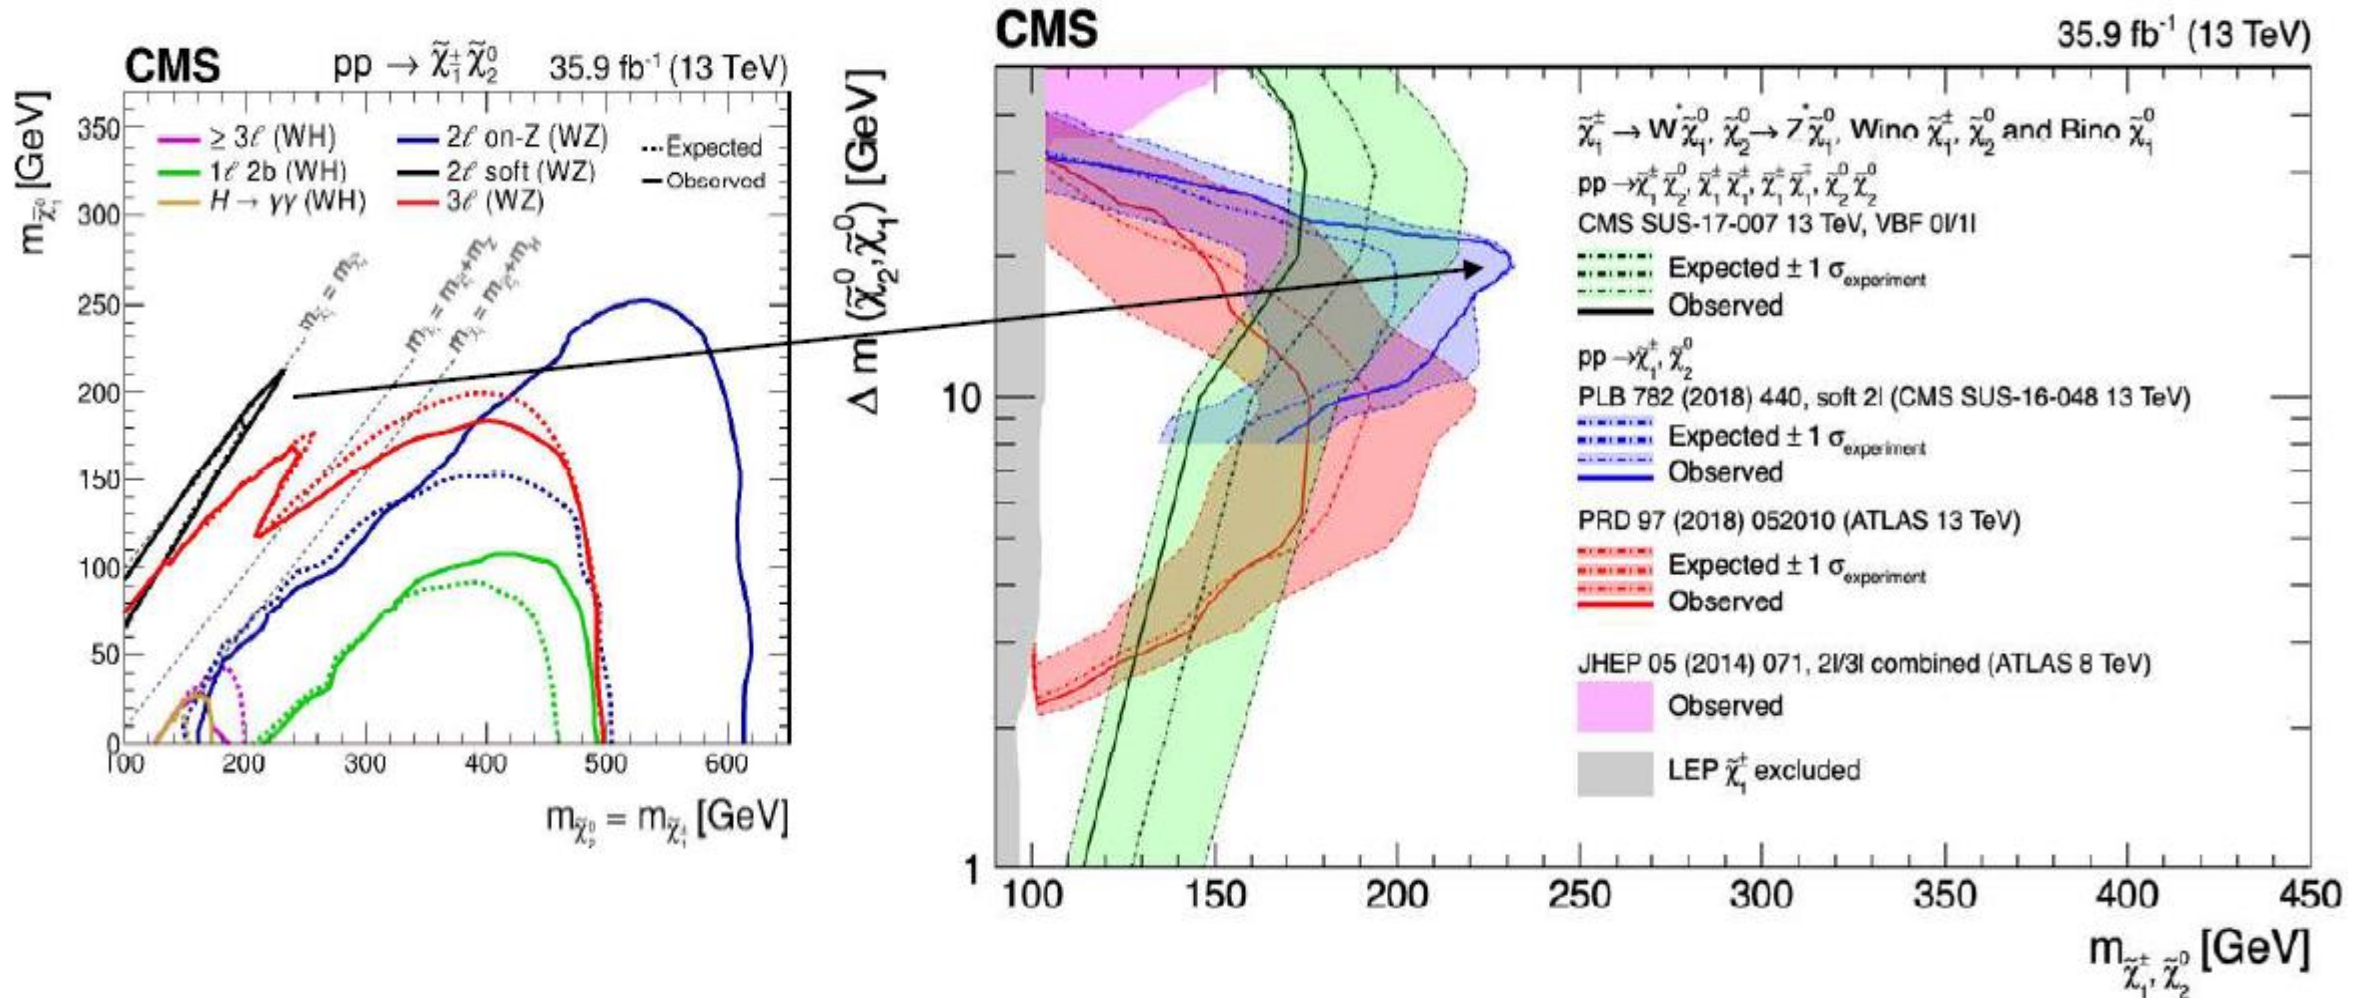 CMS
pp → χ̃₁± χ̃₂⁰
35.9 fb⁻¹ (13 TeV)
m χ̃₁⁰ [GeV]
350
300
250
200
150
100
50
0
≥ 3ℓ (WH)
1ℓ 2b (WH)
H → γγ (WH)
2ℓ on-Z (WZ)
2ℓ soft (WZ)
3ℓ (WZ)
Expected
Observed
100 200 300 400 500 600
m χ̃₂⁰ = m χ̃₁± [GeV]
CMS
35.9 fb⁻¹ (13 TeV)
Δ m (χ̃₂⁰, χ̃₁⁰) [GeV]
10
1
χ̃₁± → W* χ̃₁⁰, χ̃₂⁰ → Z* χ̃₁⁰, Wino χ̃₁±, χ̃₂⁰ and Bino χ̃₁⁰
pp → χ̃₁± χ̃₂⁰, χ̃₁± χ̃₁±, χ̃₁± χ̃₁∓, χ̃₂⁰ χ̃₂⁰
CMS SUS-17-007 13 TeV, VBF 0l/1l
Expected ± 1 σ experiment
Observed
pp → χ̃₁±, χ̃₂⁰
PLB 782 (2018) 440, soft 2l (CMS SUS-16-048 13 TeV)
Expected ± 1 σ experiment
Observed
PRD 97 (2018) 052010 (ATLAS 13 TeV)
Expected ± 1 σ experiment
Observed
JHEP 05 (2014) 071, 2l/3l combined (ATLAS 8 TeV)
Observed
LEP χ̃₁± excluded
100 150 200 250 300 350 400 450
m χ̃₁±, χ̃₂⁰ [GeV]